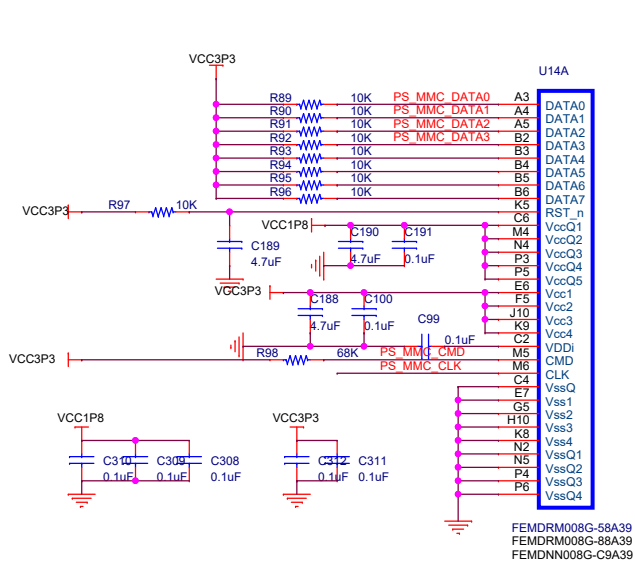 VCC3P3
U14A
R89 10K PS_MMC_DATA0 A3 DATA0
R90 10K PS_MMC_DATA1 A4 DATA1
R91 10K PS_MMC_DATA2 A5 DATA2
R92 10K PS_MMC_DATA3 B2 DATA3
R93 10K B3 DATA4
R94 10K B4 DATA5
R95 10K B5 DATA6
R96 10K B6 DATA7
VCC3P3 R97 10K K5 RST_n
VCC1P8 C6 VccQ1
C190 C191 M4 VccQ2
C189 N4 VccQ3
4.7uF 4.7uF 0.1uF P3 VccQ4
P5 VccQ5
VCC3P3 E6 Vcc1
C188 C100 F5 Vcc2
C99 J10 Vcc3
4.7uF 0.1uF K9 Vcc4
0.1uF C2 VDDi
VCC3P3 R98 68K PS_MMC_CMD M5 CMD
PS_MMC_CLK M6 CLK
C4 VssQ
E7 Vss1
VCC1P8 VCC3P3 G5 Vss2
H10 Vss3
K8 Vss4
C310 C309 C308 C312 C311 N2 VssQ1
0.1uF 0.1uF 0.1uF 0.1uF 0.1uF N5 VssQ2
P4 VssQ3
P6 VssQ4
FEMDRM008G-58A39
FEMDRM008G-88A39
FEMDNN008G-C9A39